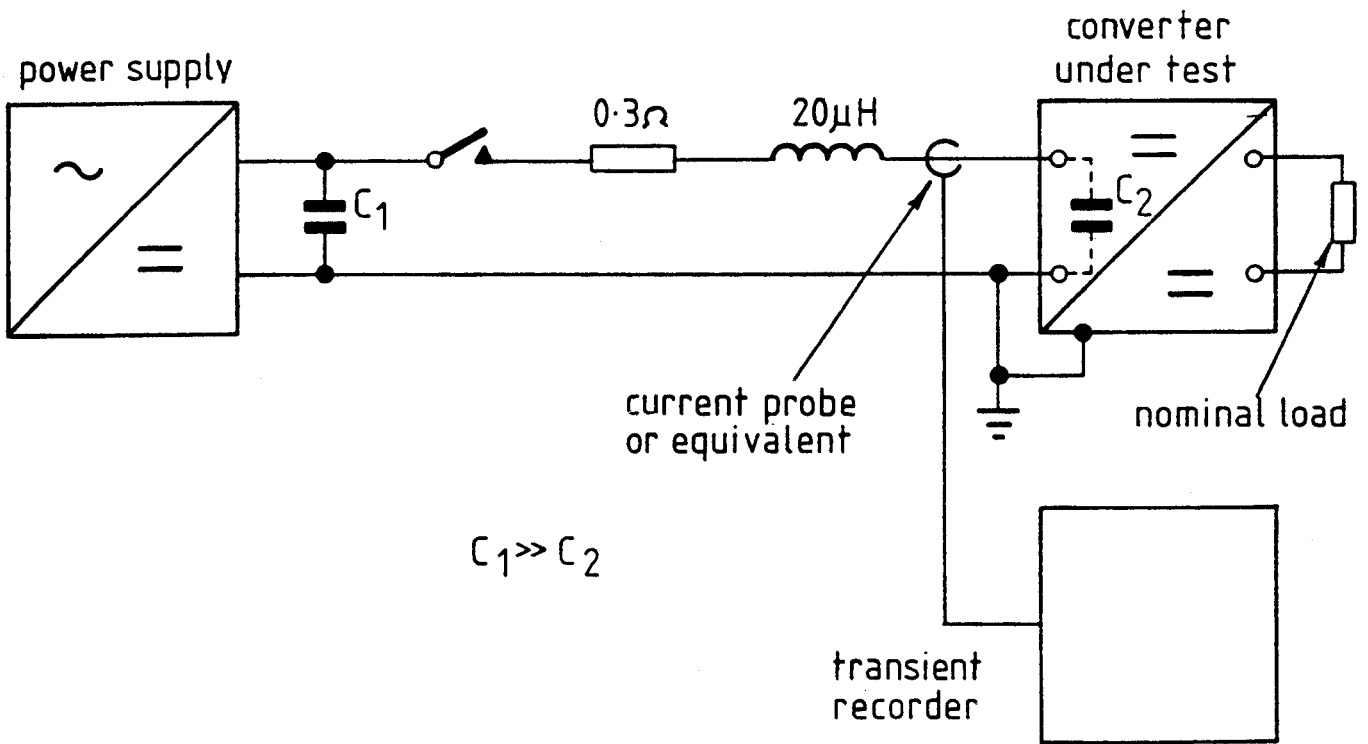 converter
under test
power supply
0·3Ω
20μH
C1
C2
current probe
or equivalent
nominal load
C1>> C2
transient
recorder